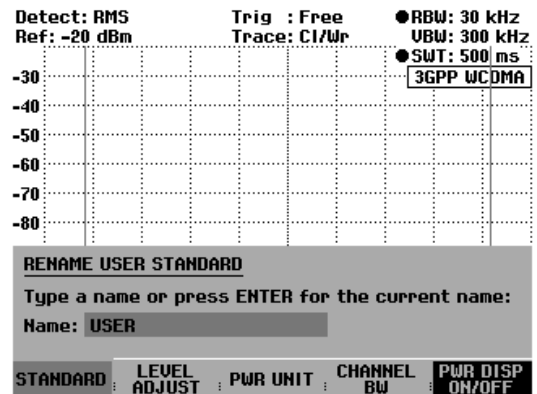 Detect: RMS Trig : Free ●RBW: 30 kHz
Ref: -20 dBm Trace: Cl/Wr VBW: 300 kHz
●SWT: 500 ms
3GPP WCDMA
-30
-40
-50
-60
-70
-80
RENAME USER STANDARD
Type a name or press ENTER for the current name:
Name: USER
STANDARD : LEVEL ADJUST : PWR UNIT : CHANNEL BW : PWR DISP ON/OFF